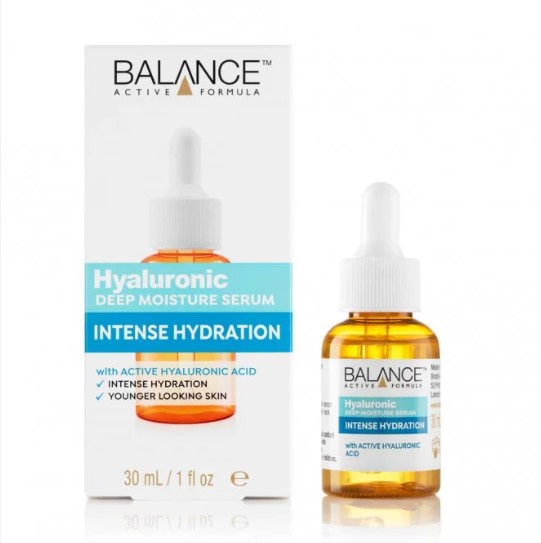 BALANCE™
ACTIVE FORMULA
Hyaluronic
DEEP MOISTURE SERUM
INTENSE HYDRATION
with ACTIVE HYALURONIC ACID
✓ INTENSE HYDRATION
✓ YOUNGER LOOKING SKIN
30 mL / 1 fl oz ℮
BALANCE™
ACTIVE FORMULA
Hyaluronic
DEEP MOISTURE SERUM
INTENSE HYDRATION
with ACTIVE HYALURONIC
ACID